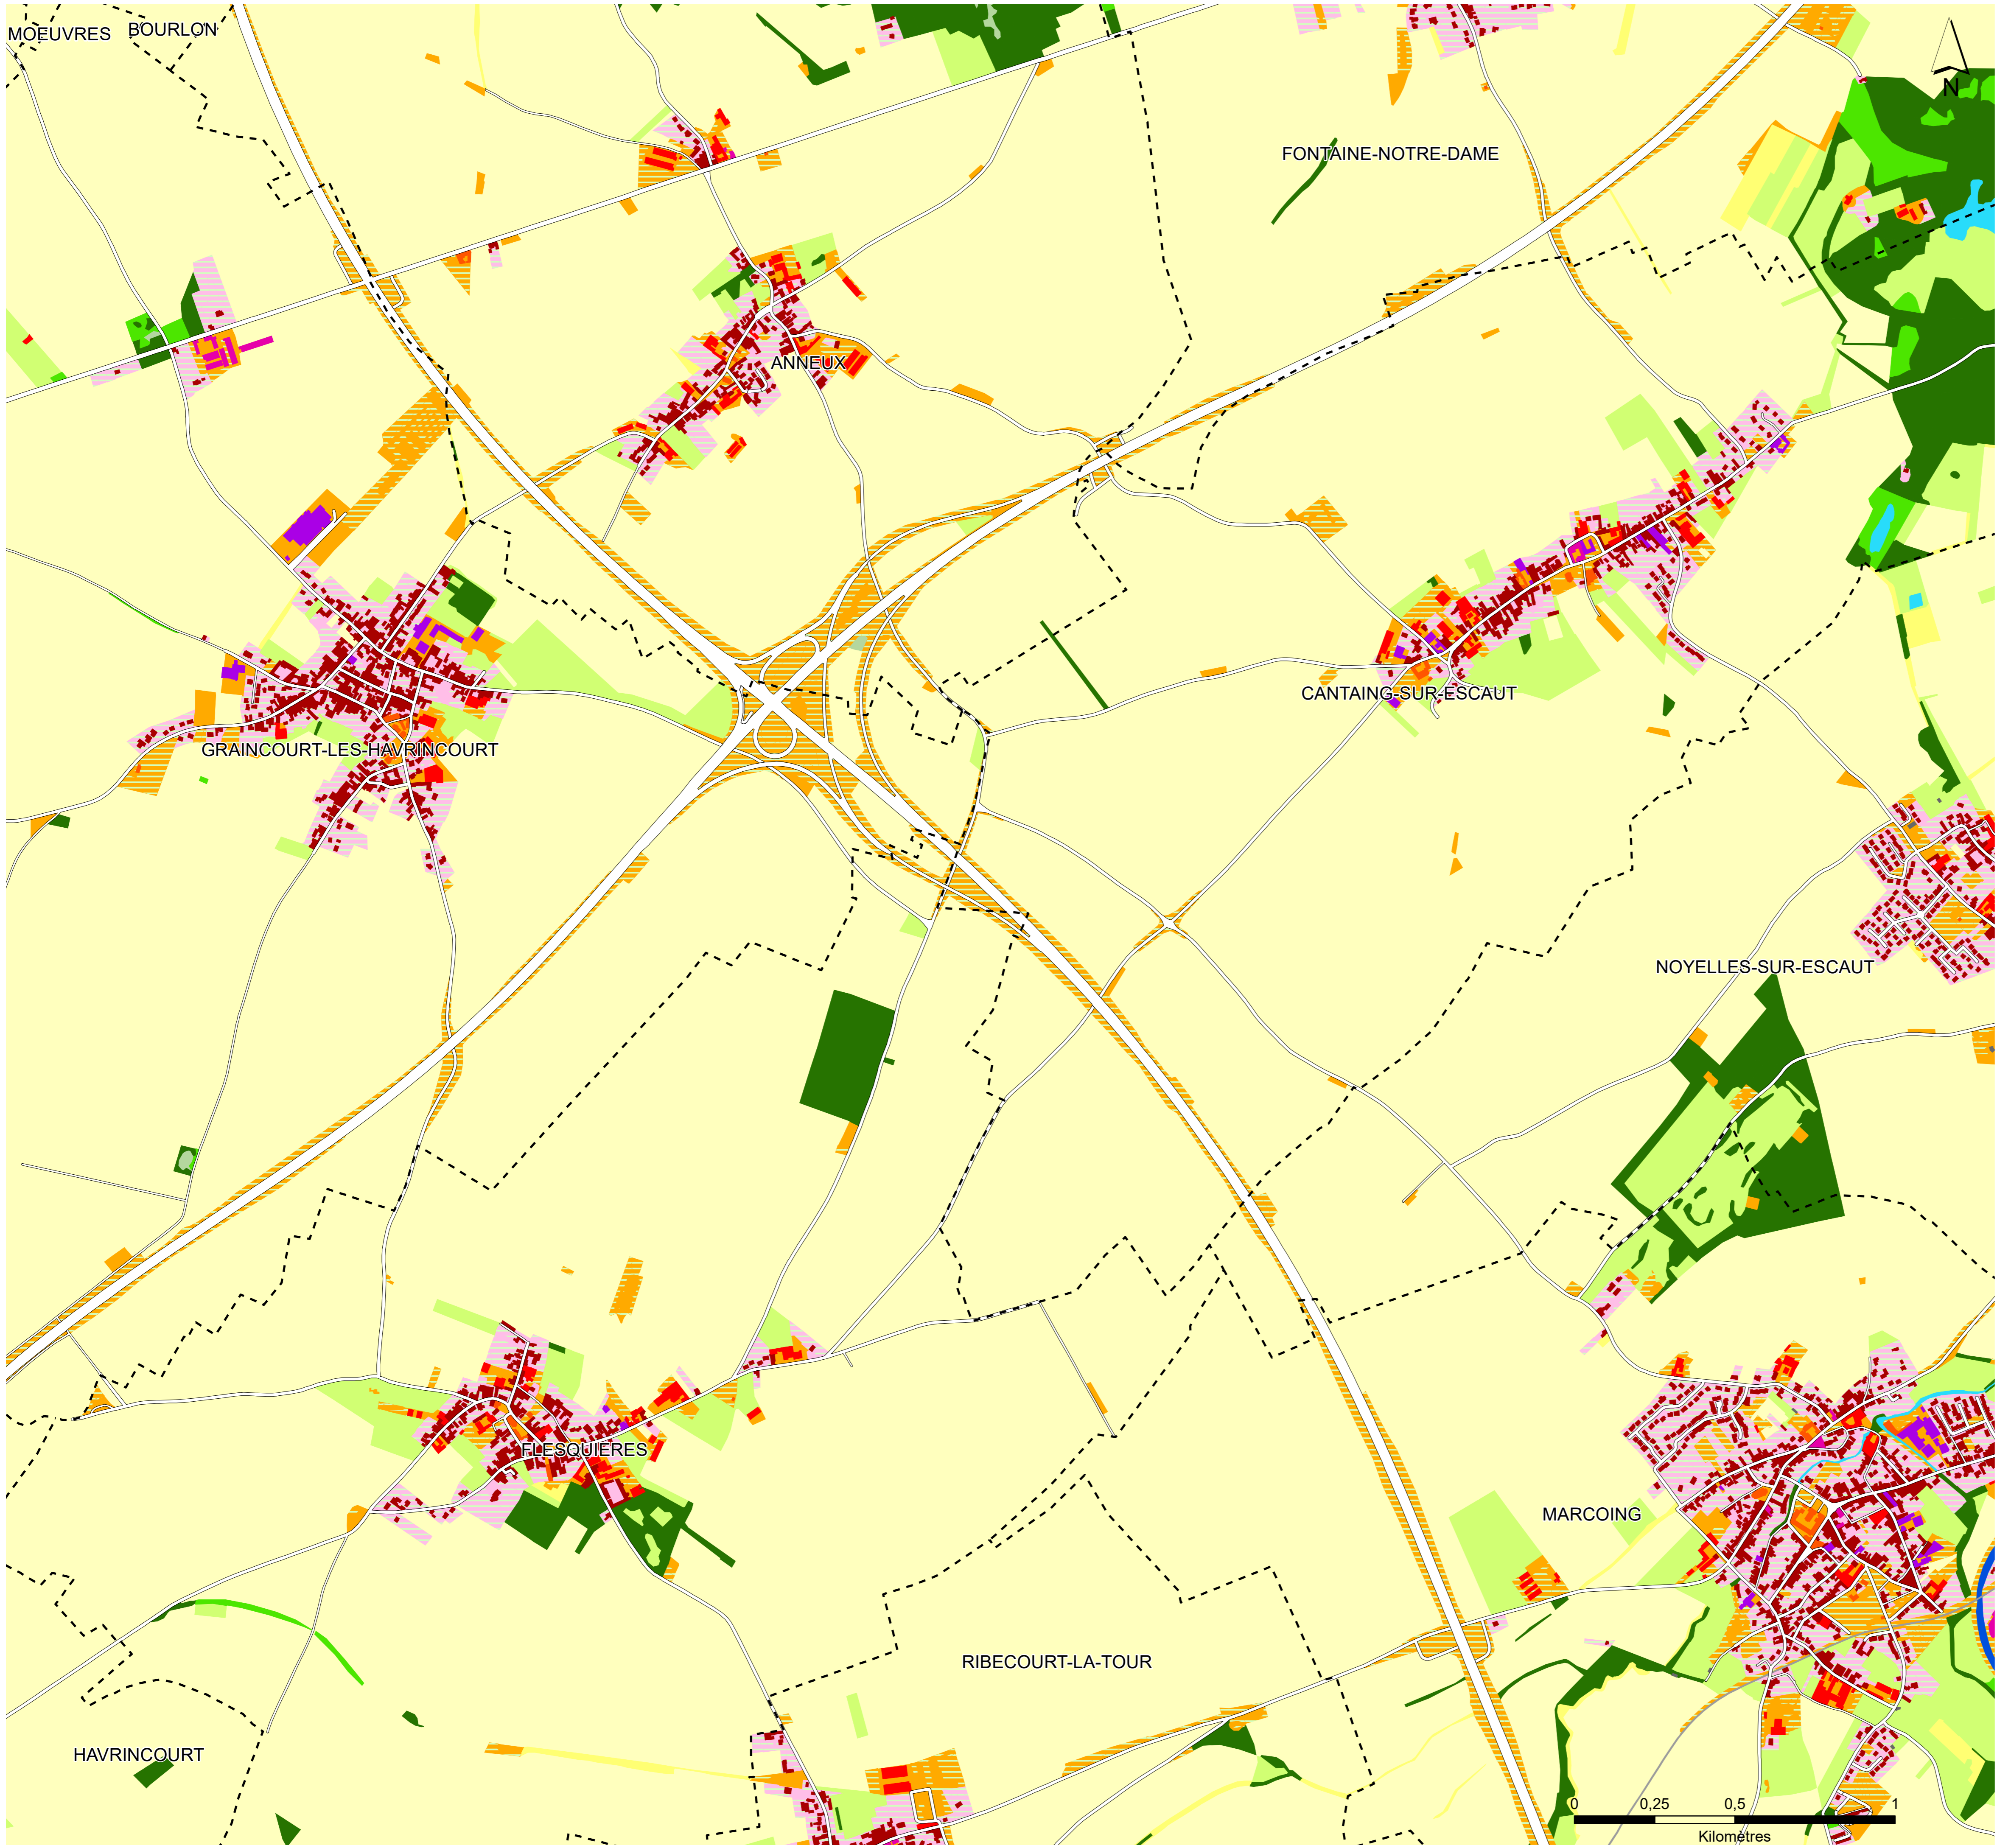 MOEUVRES
BOURLON
N
FONTAINE-NOTRE-DAME
ANNEUX
CANTAING-SUR-ESCAUT
GRAINCOURT-LES-HAVRINCOURT
NOYELLES-SUR-ESCAUT
FLESQUIERES
MARCOING
RIBECOURT-LA-TOUR
HAVRINCOURT
0 0,25 0,5 1
Kilomètres